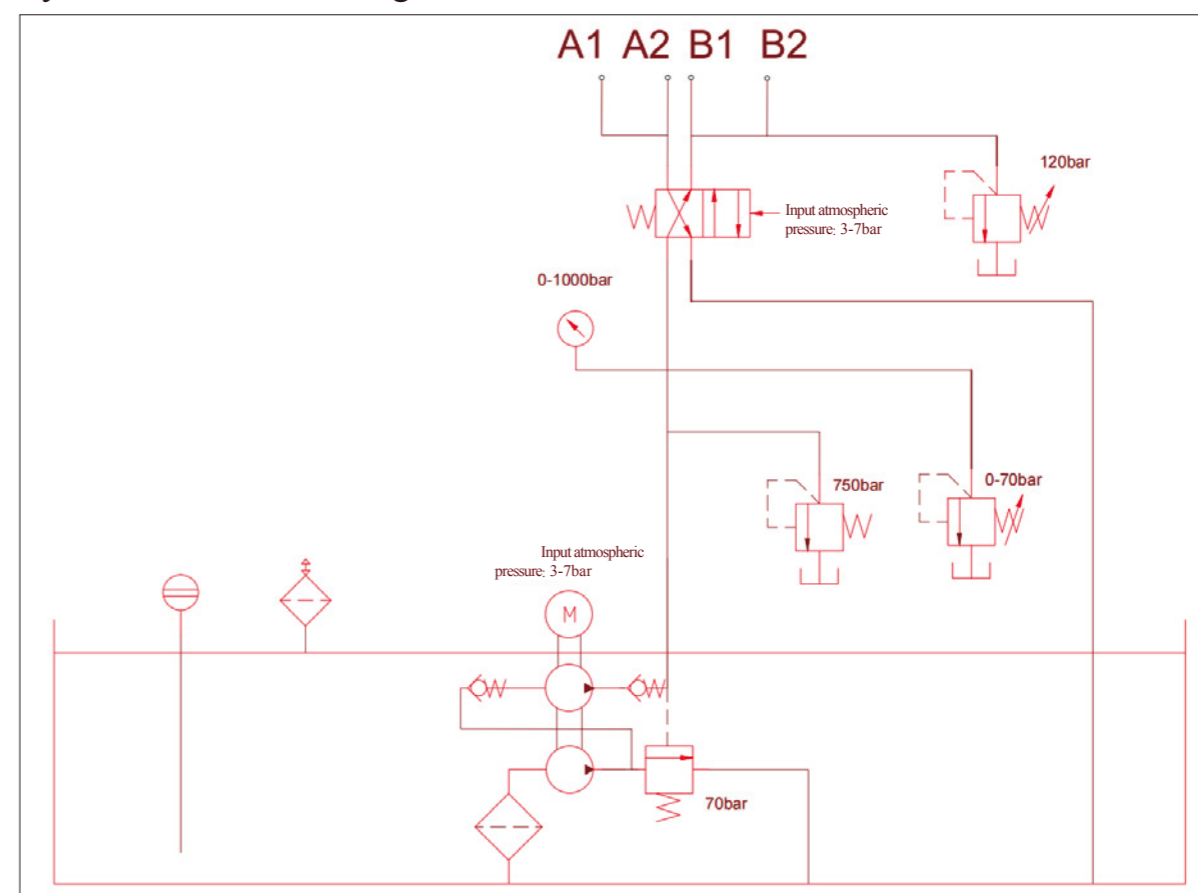 A1 A2 B1 B2
120bar
Input atmospheric
pressure: 3-7bar
0-1000bar
750bar
0-70bar
Input atmospheric
pressure: 3-7bar
M
70bar